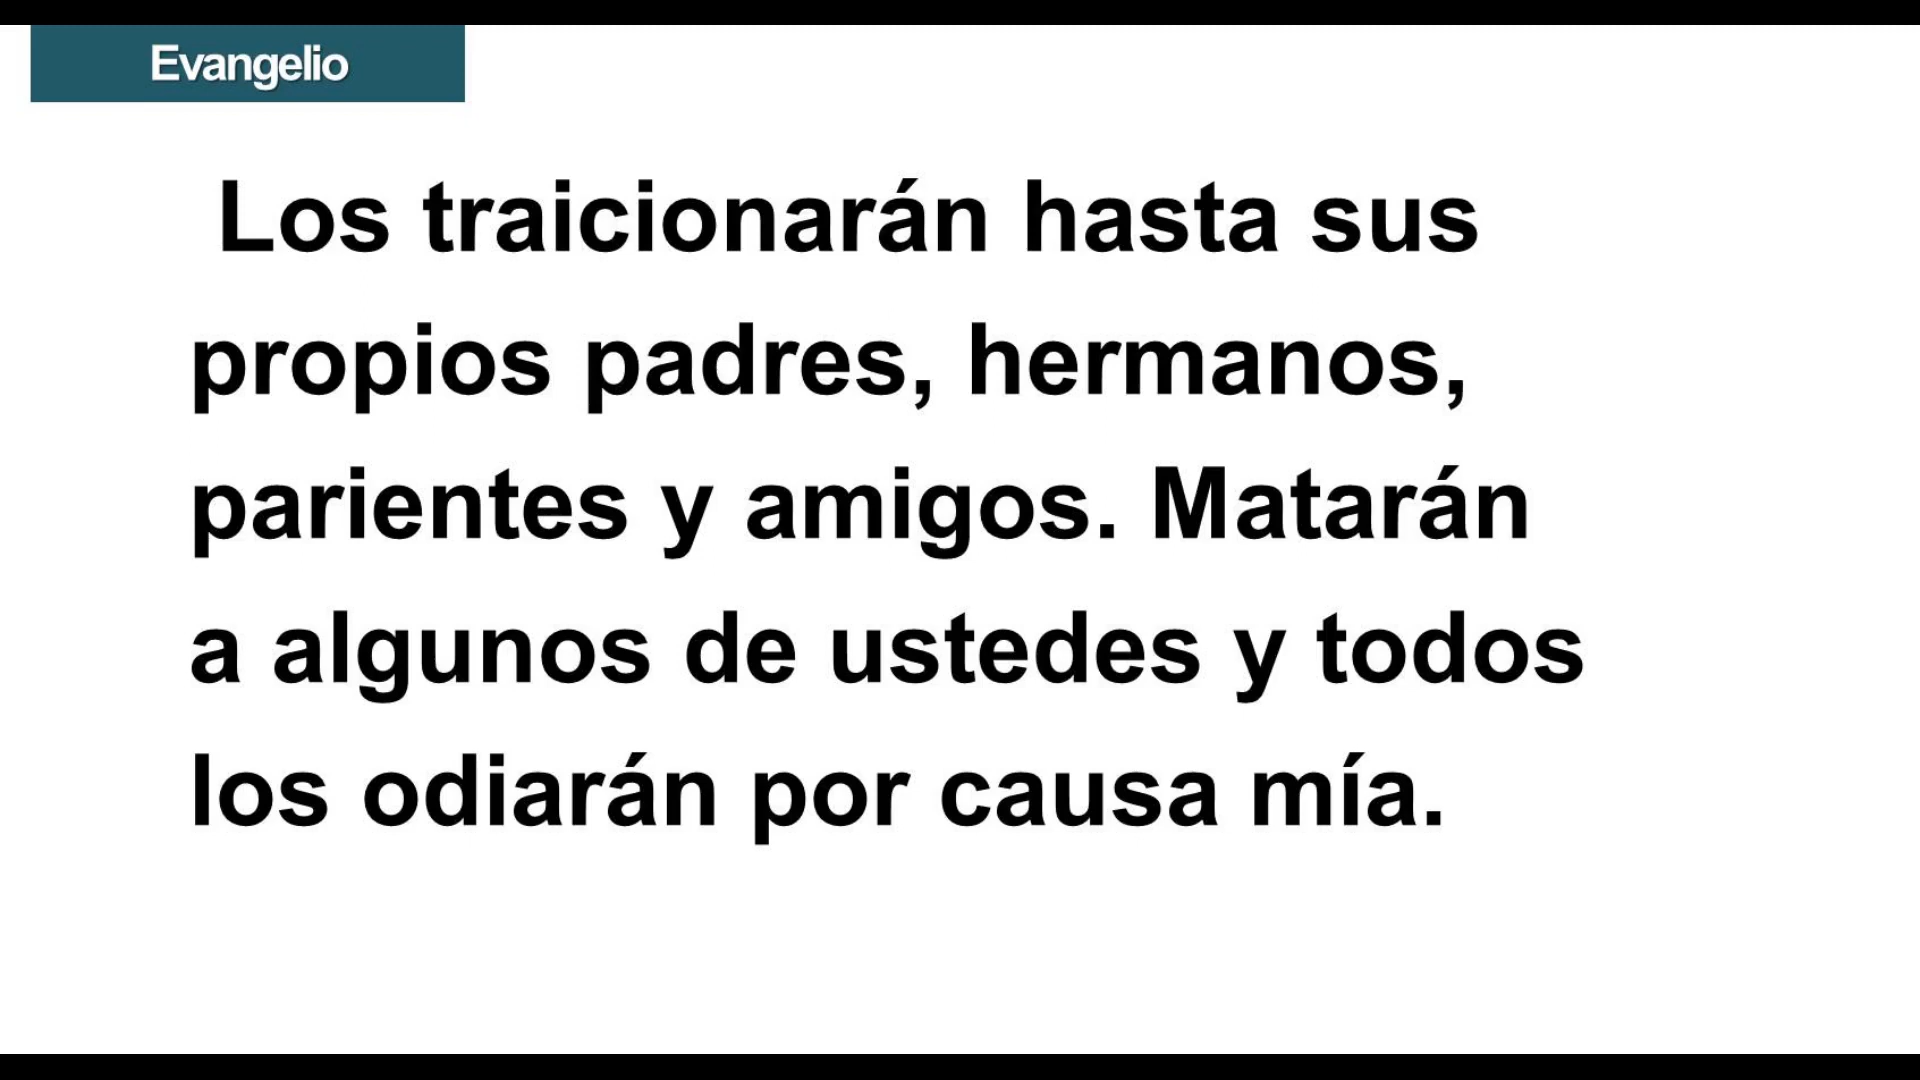 Evangelio
Los traicionarán hasta sus
propios padres, hermanos,
parientes y amigos. Matarán
a algunos de ustedes y todos
los odiarán por causa mía.